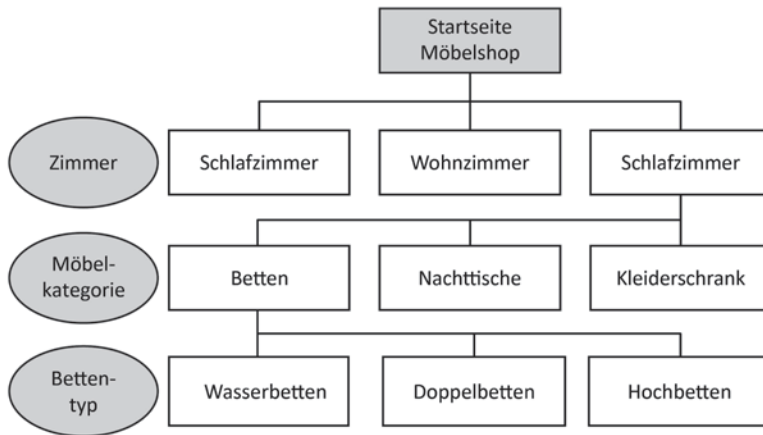 Startseite
Möbelshop
Zimmer
Schlafzimmer
Wohnzimmer
Schlafzimmer
Möbel-
kategorie
Betten
Nachttische
Kleiderschrank
Betten-
typ
Wasserbetten
Doppelbetten
Hochbetten